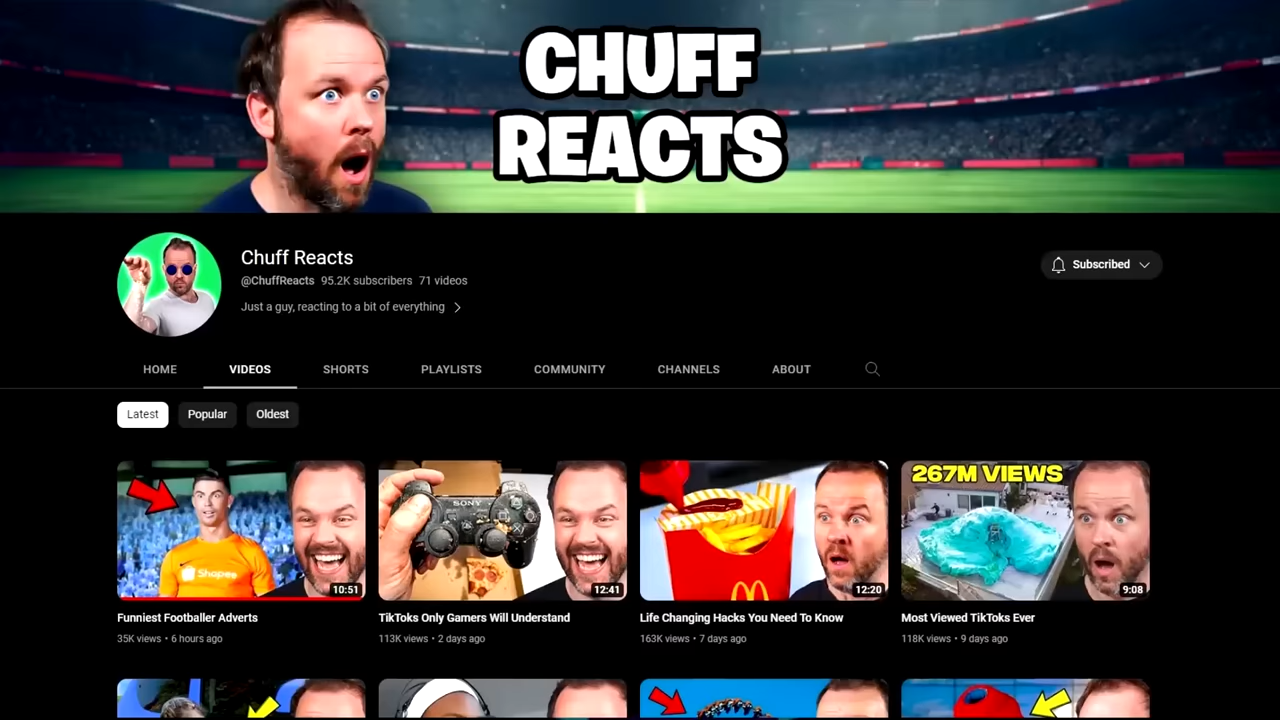 CHUFF
REACTS
Chuff Reacts
@ChuffReacts 95.2K subscribers 71 videos
Just a guy, reacting to a bit of everything
Subscribed
HOME VIDEOS SHORTS PLAYLISTS COMMUNITY CHANNELS ABOUT
Latest Popular Oldest
Shopee
10:51
Funniest Footballer Adverts
35K views • 6 hours ago
SONY
12:41
TikToks Only Gamers Will Understand
113K views • 2 days ago
12:20
Life Changing Hacks You Need To Know
163K views • 7 days ago
267M VIEWS
9:08
Most Viewed TikToks Ever
118K views • 9 days ago